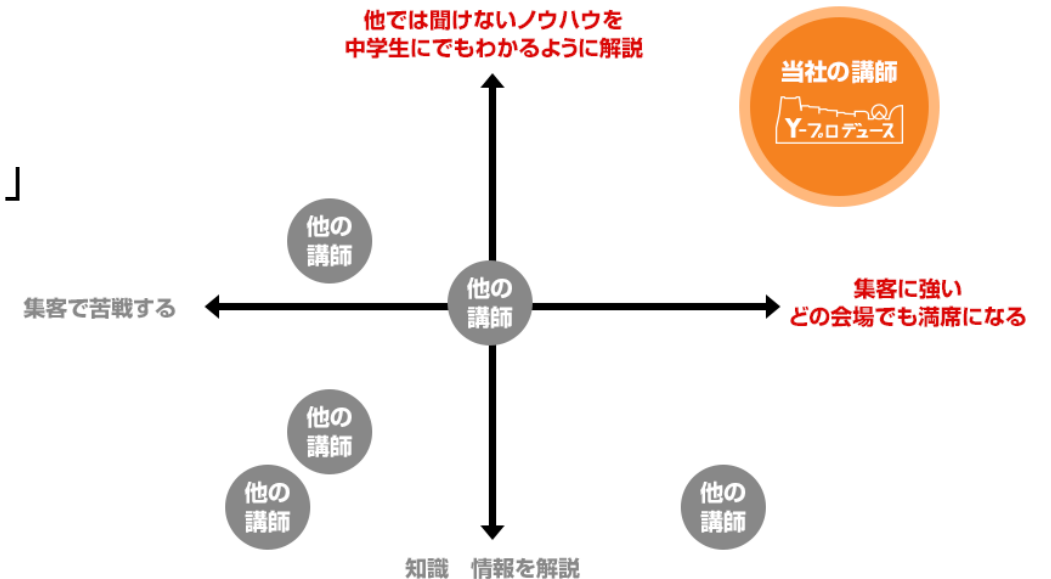 他では聞けないノウハウを
中学生にでもわかるように解説
当社の講師
Y-プロデュース
」
他の
講師
集客で苦戦する
他の
講師
集客に強い
どの会場でも満席になる
他の
講師
他の
講師
他の
講師
知識　情報を解説